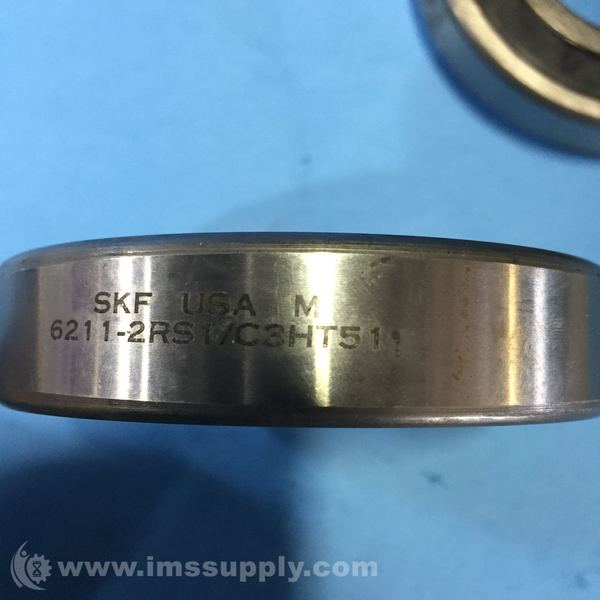 SKF USA M
6211-2RS1/C3HT51
www.imssupply.com